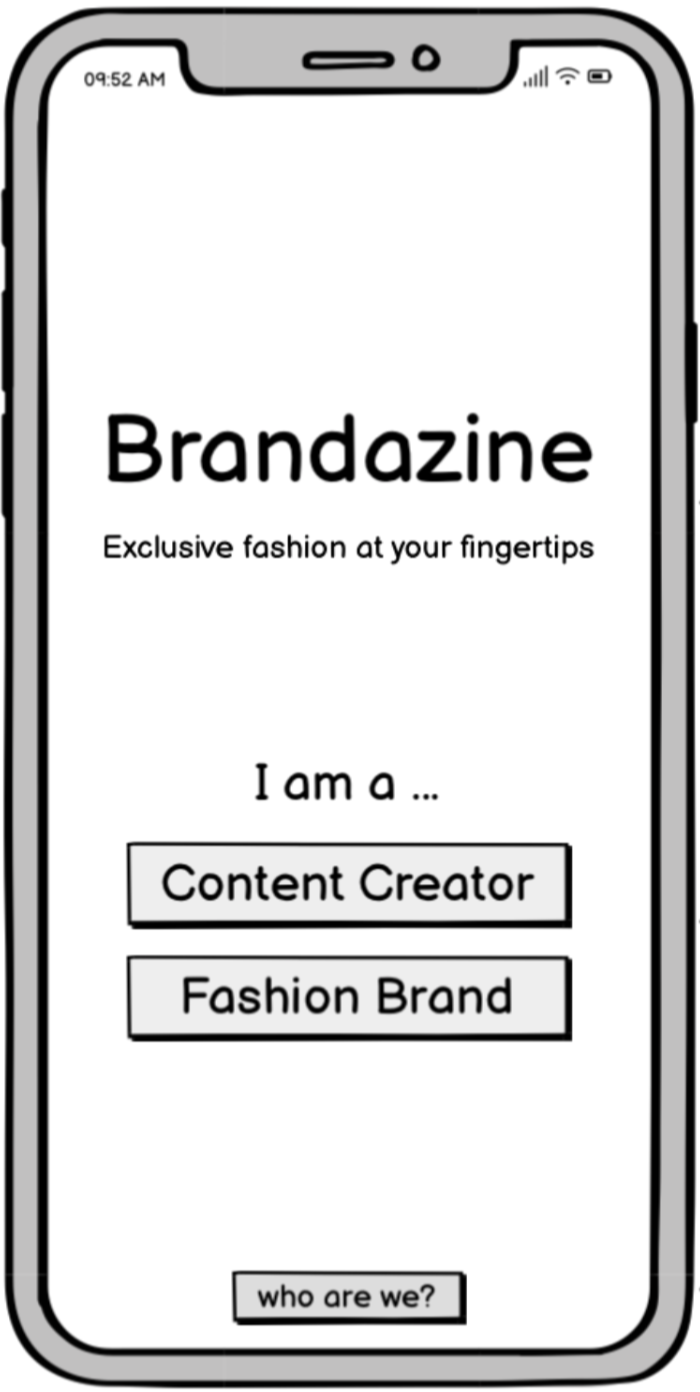 09:52 AM
Brandazine
Exclusive fashion at your fingertips
I am a ...
Content Creator
Fashion Brand
who are we?